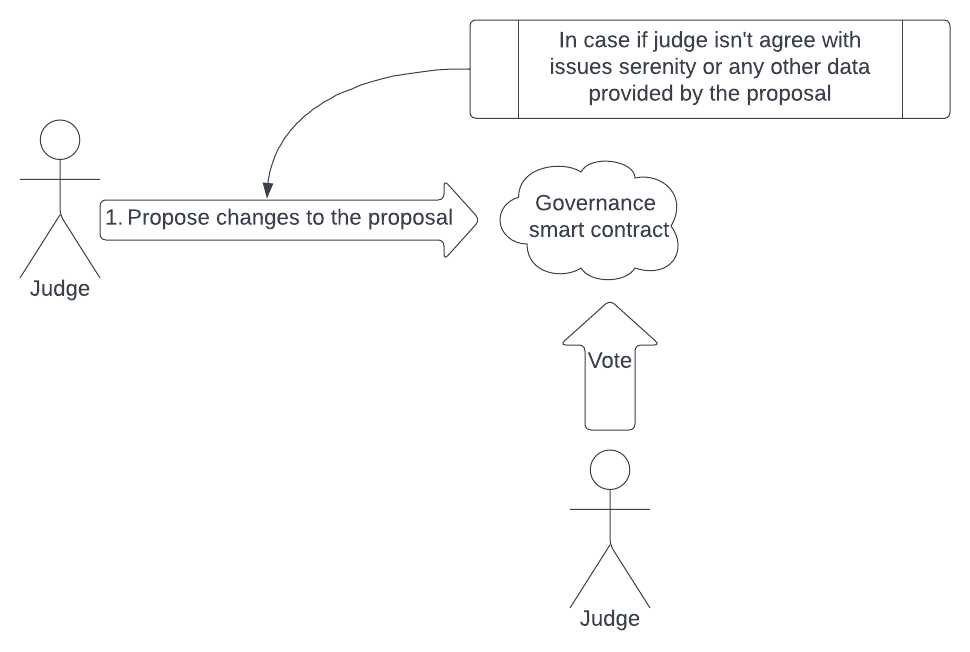 In case if judge isn't agree with
issues serenity or any other data
provided by the proposal
1. Propose changes to the proposal
Governance
smart contract
Judge
Vote
Judge